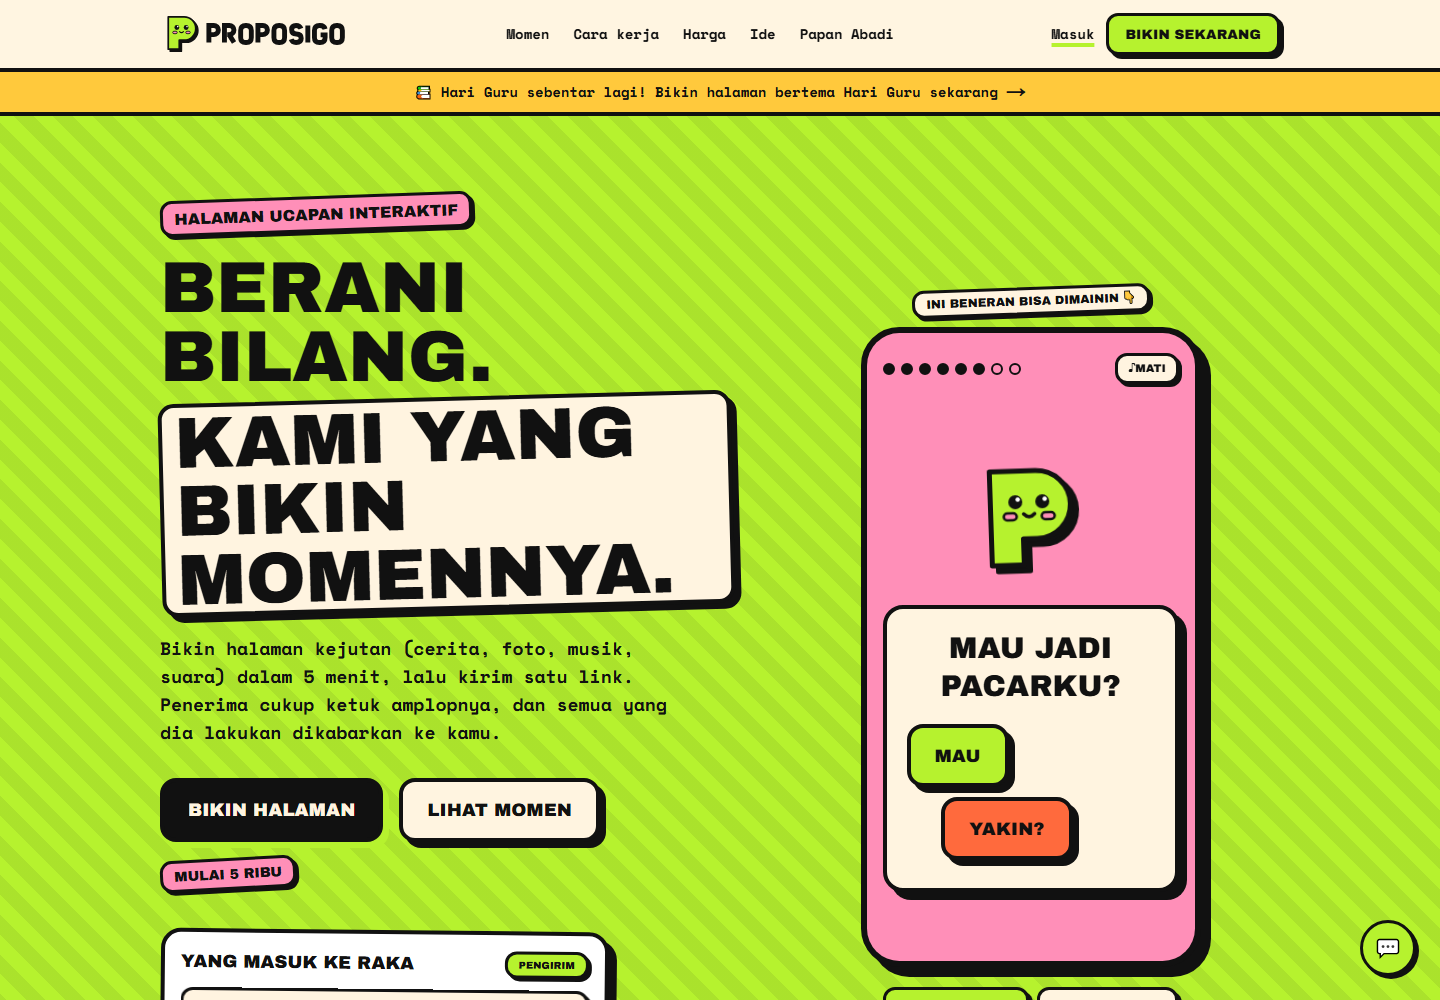 PROPOSIGO
Momen Cara kerja Harga Ide Papan Abadi
Masuk
BIKIN SEKARANG
Hari Guru sebentar lagi! Bikin halaman bertema Hari Guru sekarang →
HALAMAN UCAPAN INTERAKTIF
BERANI
BILANG.
KAMI YANG
BIKIN
MOMENNYA.
Bikin halaman kejutan (cerita, foto, musik,
suara) dalam 5 menit, lalu kirim satu link.
Penerima cukup ketuk amplopnya, dan semua yang
dia lakukan dikabarkan ke kamu.
BIKIN HALAMAN
LIHAT MOMEN
MULAI 5 RIBU
YANG MASUK KE RAKA
PENGIRIM
INI BENERAN BISA DIMAININ 👇
♪MATI
MAU JADI
PACARKU?
MAU
YAKIN?